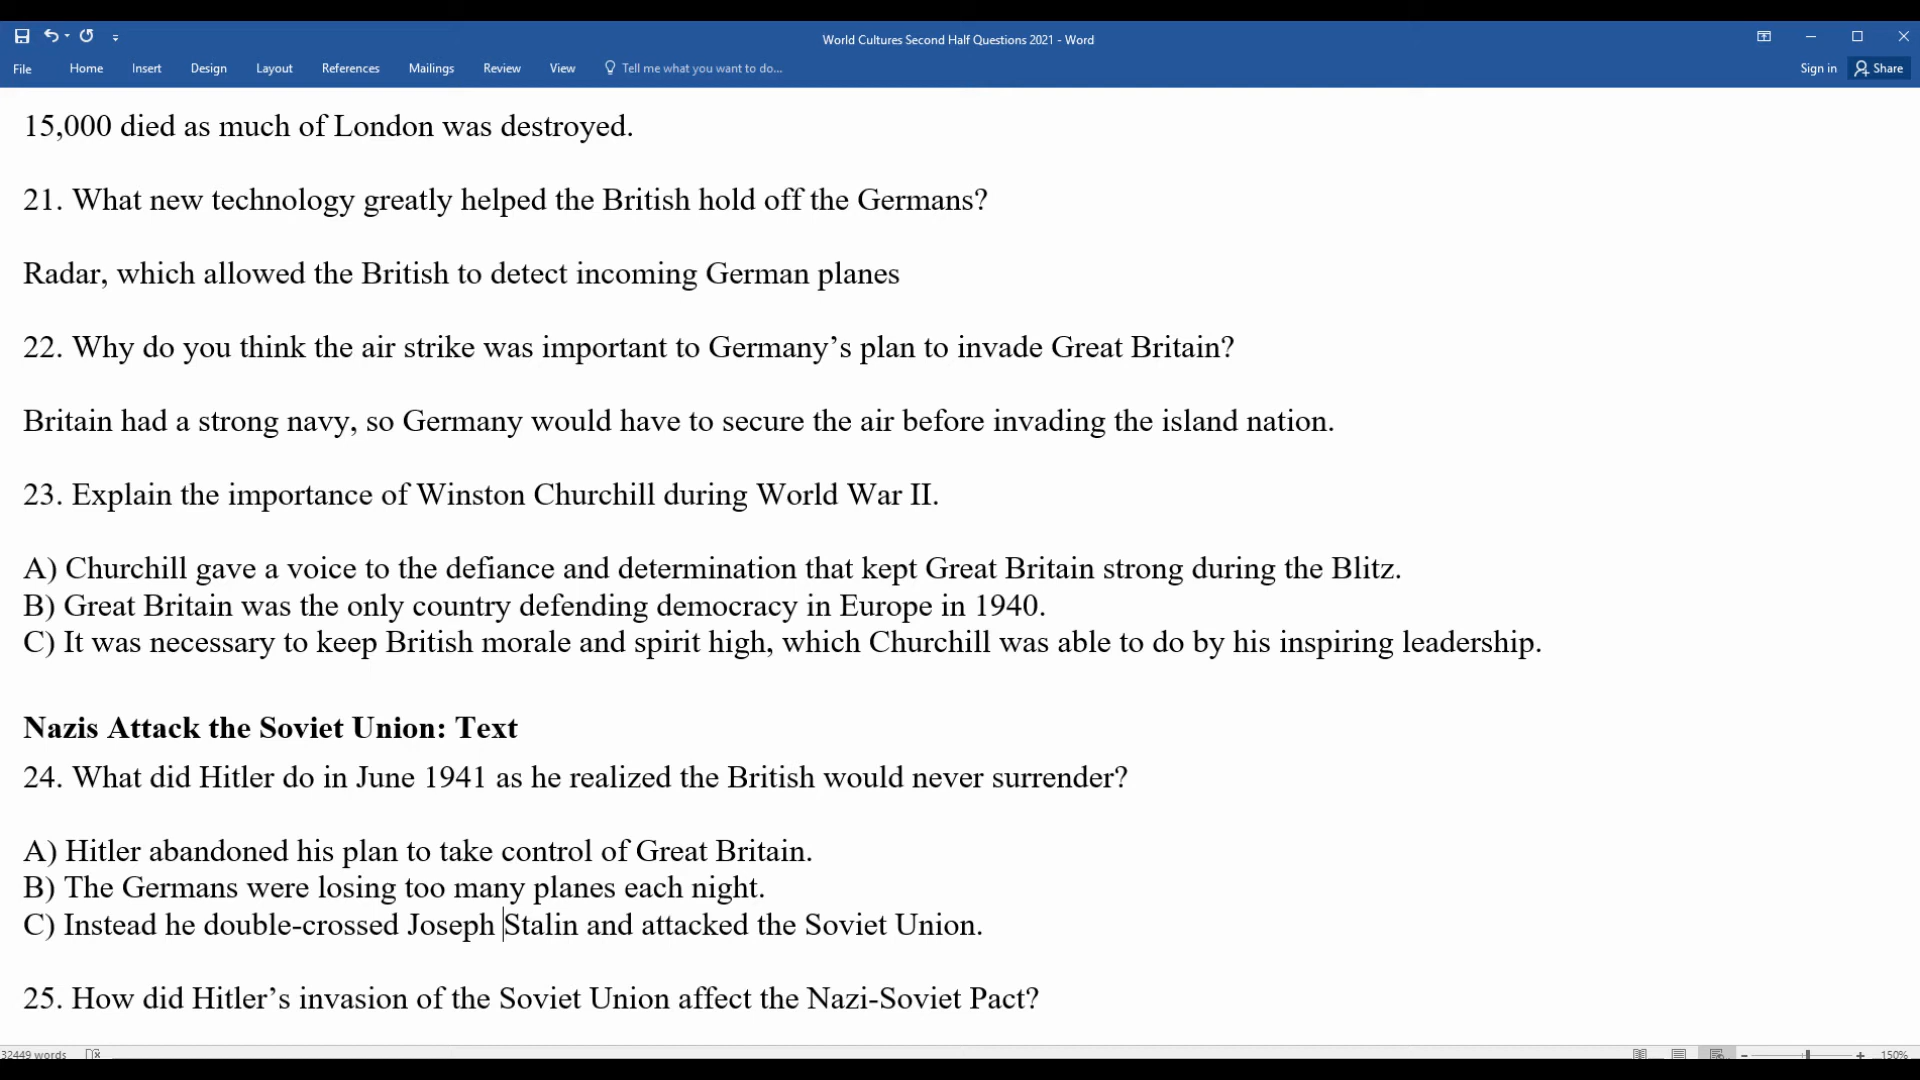 World Cultures Second Half Questions 2021 - Word
File Home Insert Design Layout References Mailings Review View Tell me what you want to do... Sign in Share
15,000 died as much of London was destroyed.
21. What new technology greatly helped the British hold off the Germans?
Radar, which allowed the British to detect incoming German planes
22. Why do you think the air strike was important to Germany’s plan to invade Great Britain?
Britain had a strong navy, so Germany would have to secure the air before invading the island nation.
23. Explain the importance of Winston Churchill during World War II.
A) Churchill gave a voice to the defiance and determination that kept Great Britain strong during the Blitz.
B) Great Britain was the only country defending democracy in Europe in 1940.
C) It was necessary to keep British morale and spirit high, which Churchill was able to do by his inspiring leadership.
Nazis Attack the Soviet Union: Text
24. What did Hitler do in June 1941 as he realized the British would never surrender?
A) Hitler abandoned his plan to take control of Great Britain.
B) The Germans were losing too many planes each night.
C) Instead he double-crossed Joseph Stalin and attacked the Soviet Union.
25. How did Hitler’s invasion of the Soviet Union affect the Nazi-Soviet Pact?
32449 words 150%